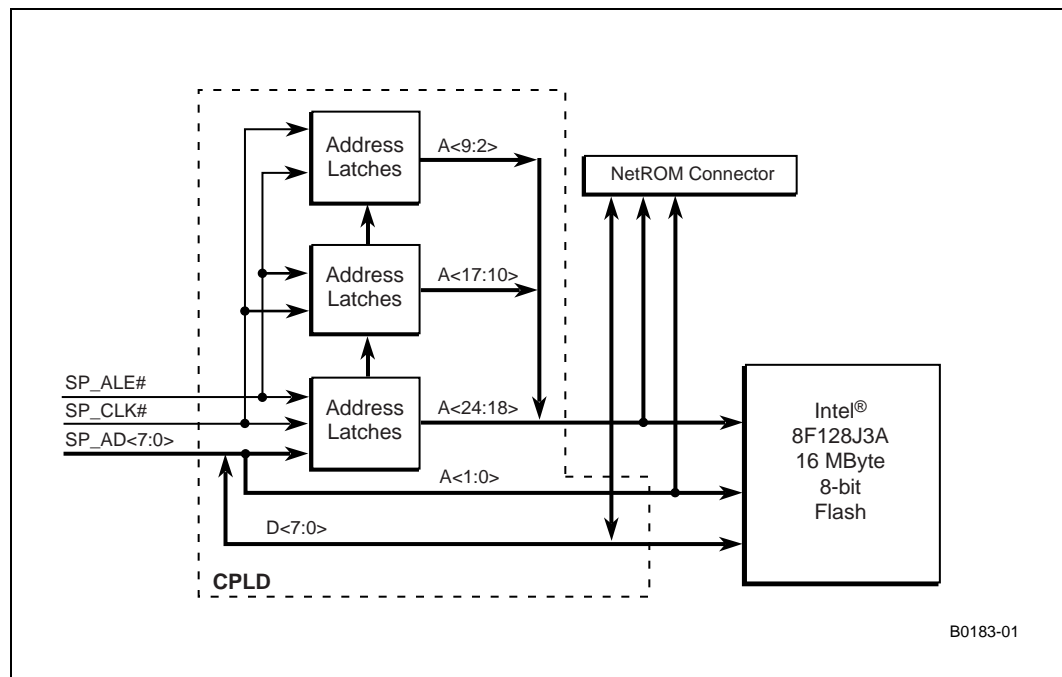 Address
Latches
A<9:2>
NetROM Connector
Address
Latches
A<17:10>
SP_ALE#
SP_CLK#
SP_AD<7:0>
Address
Latches
A<24:18>
A<1:0>
D<7:0>
CPLD
Intel®
8F128J3A
16 MByte
8-bit
Flash
B0183-01